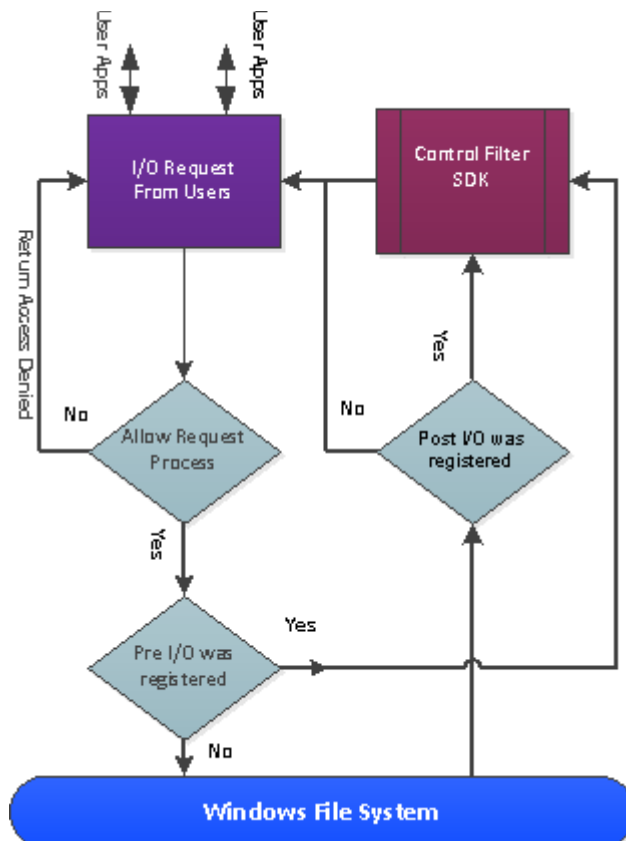 User Apps
User Apps
I/O Request
From Users
Control Filter
SDK
Return Access Denied
No
Allow Request
Process
Yes
No
Post I/O was
registered
Yes
Pre I/O was
registered
Yes
No
Windows File System